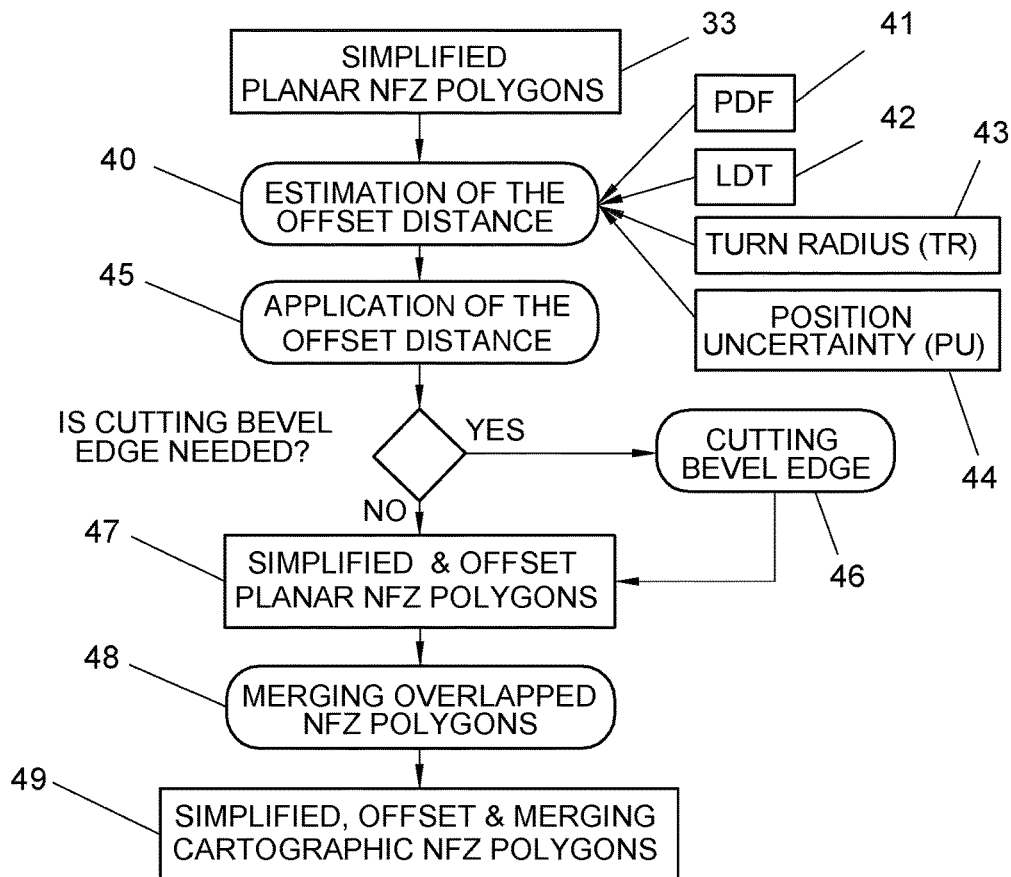 33
SIMPLIFIED
PLANAR NFZ POLYGONS
41
PDF
42
LDT
43
TURN RADIUS (TR)
POSITION
UNCERTAINTY (PU)
44
40
ESTIMATION OF THE
OFFSET DISTANCE
45
APPLICATION OF THE
OFFSET DISTANCE
IS CUTTING BEVEL
EDGE NEEDED?
YES
CUTTING
BEVEL EDGE
46
NO
47
SIMPLIFIED & OFFSET
PLANAR NFZ POLYGONS
48
MERGING OVERLAPPED
NFZ POLYGONS
49
SIMPLIFIED, OFFSET & MERGING
CARTOGRAPHIC NFZ POLYGONS